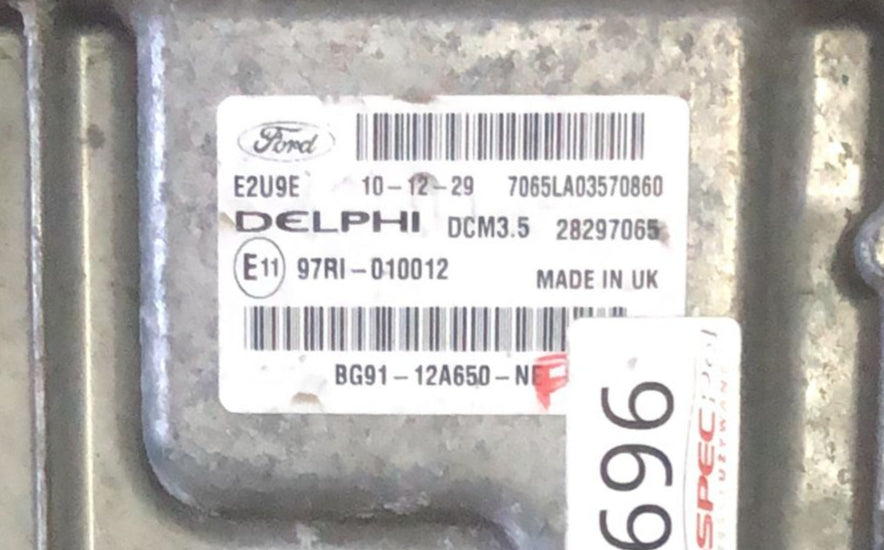 Ford
E2U9E 10-12-29 7065LA03570860
DELPHI DCM3.5 28297065
E11 97RI-010012 MADE IN UK
BG91-12A650-NE
696
SPEC